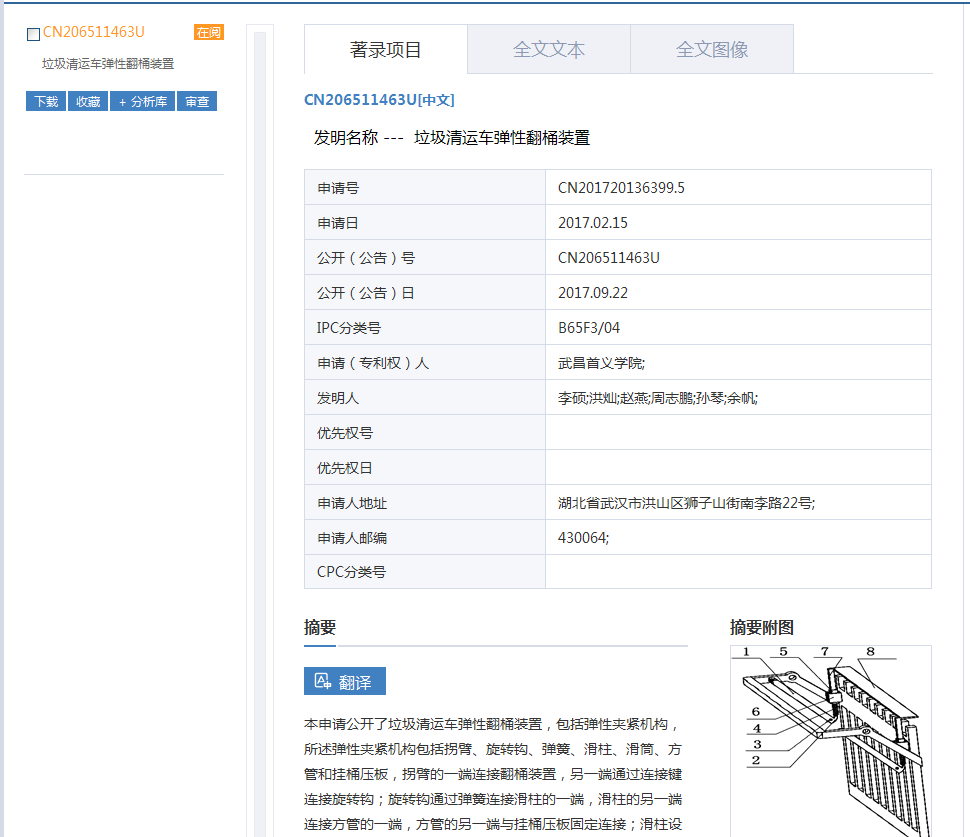 CN206511463U 在阅
垃圾清运车弹性翻桶装置
下载 收藏 + 分析库 审查
著录项目 全文文本 全文图像
CN206511463U[中文]
发明名称 --- 垃圾清运车弹性翻桶装置
申请号 CN201720136399.5
申请日 2017.02.15
公开（公告）号 CN206511463U
公开（公告）日 2017.09.22
IPC分类号 B65F3/04
申请（专利权）人 武昌首义学院;
发明人 李硕;洪灿;赵燕;周志鹏;孙琴;余帆;
优先权号
优先权日
申请人地址 湖北省武汉市洪山区狮子山街南李路22号;
申请人邮编 430064;
CPC分类号
摘要
翻译
本申请公开了垃圾清运车弹性翻桶装置，包括弹性夹紧机构，
所述弹性夹紧机构包括拐臂、旋转钩、弹簧、滑柱、滑筒、方
管和挂桶压板，拐臂的一端连接翻桶装置，另一端通过连接键
连接旋转钩；旋转钩通过弹簧连接滑柱的一端，滑柱的另一端
连接方管的一端，方管的另一端与挂桶压板固定连接；滑柱设
摘要附图
1 5 7 8
6
4
3
2